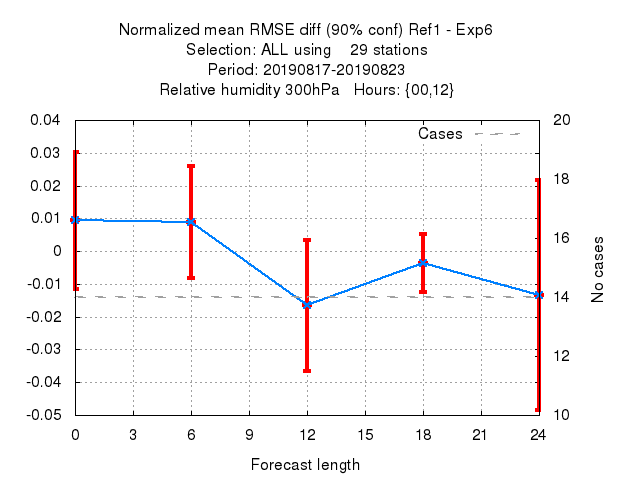 Normalized mean RMSE diff (90% conf) Ref1 - Exp6
Selection: ALL using    29 stations
Period: 20190817-20190823
Relative humidity 300hPa   Hours: {00,12}
Cases
0.04
0.03
0.02
0.01
0
-0.01
-0.02
-0.03
-0.04
-0.05
20
18
16
14
12
10
No cases
0 3 6 9 12 15 18 21 24
Forecast length